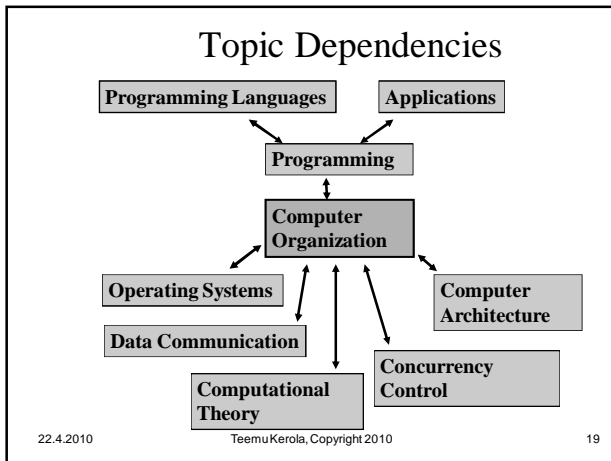 Topic Dependencies
Programming Languages
Applications
Programming
Computer
Organization
Operating Systems
Computer
Architecture
Data Communication
Concurrency
Control
Computational
Theory
22.4.2010
Teemu Kerola, Copyright 2010
19